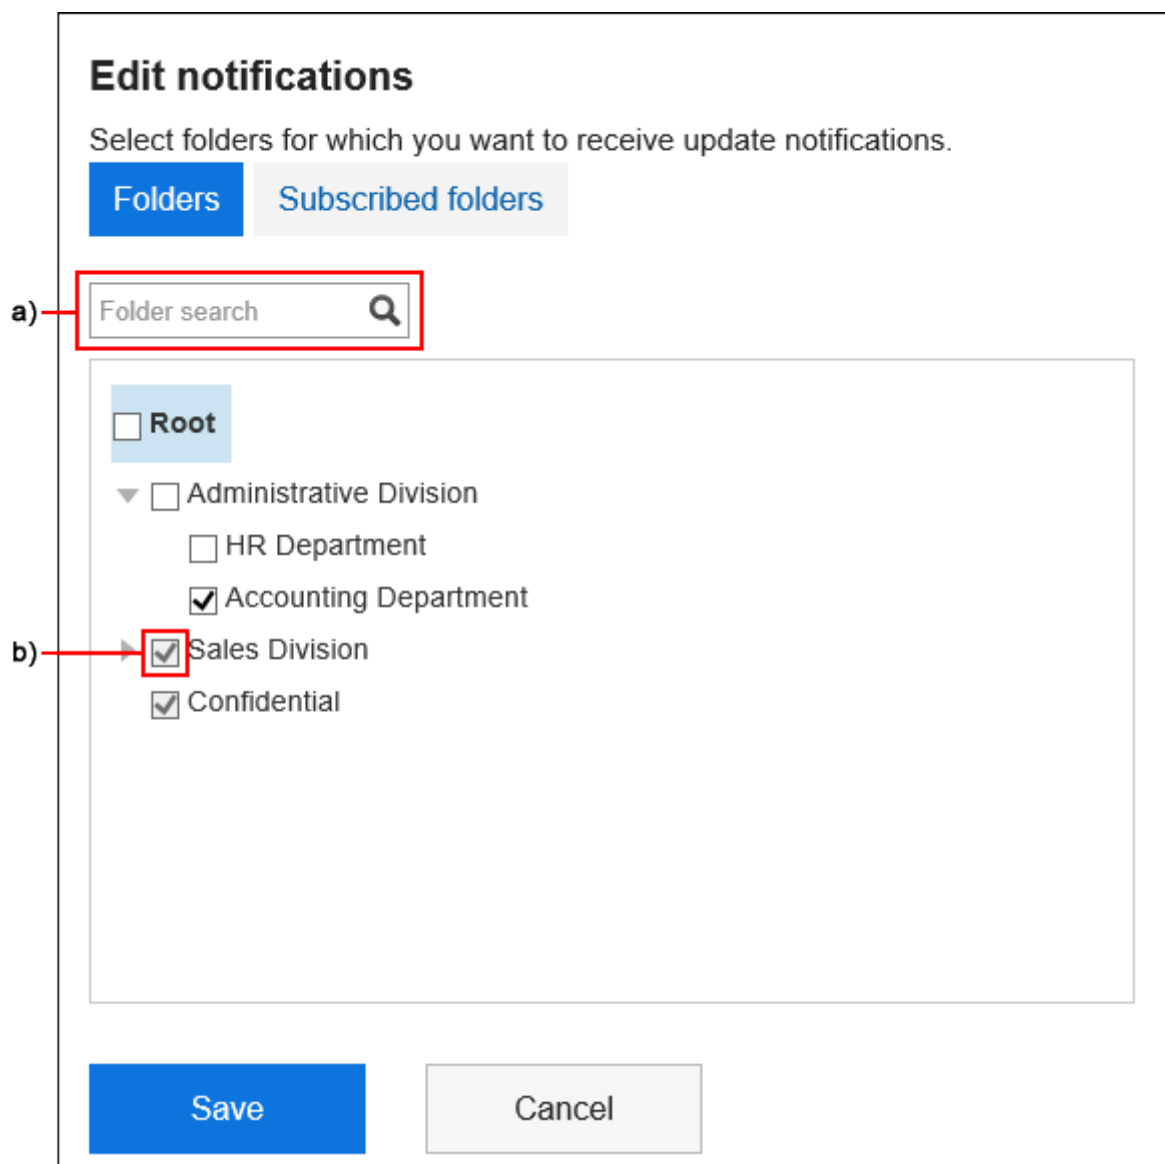 Edit notifications
Select folders for which you want to receive update notifications.
Folders Subscribed folders
a) Folder search
Root
Administrative Division
HR Department
Accounting Department
b) Sales Division
Confidential
Save Cancel